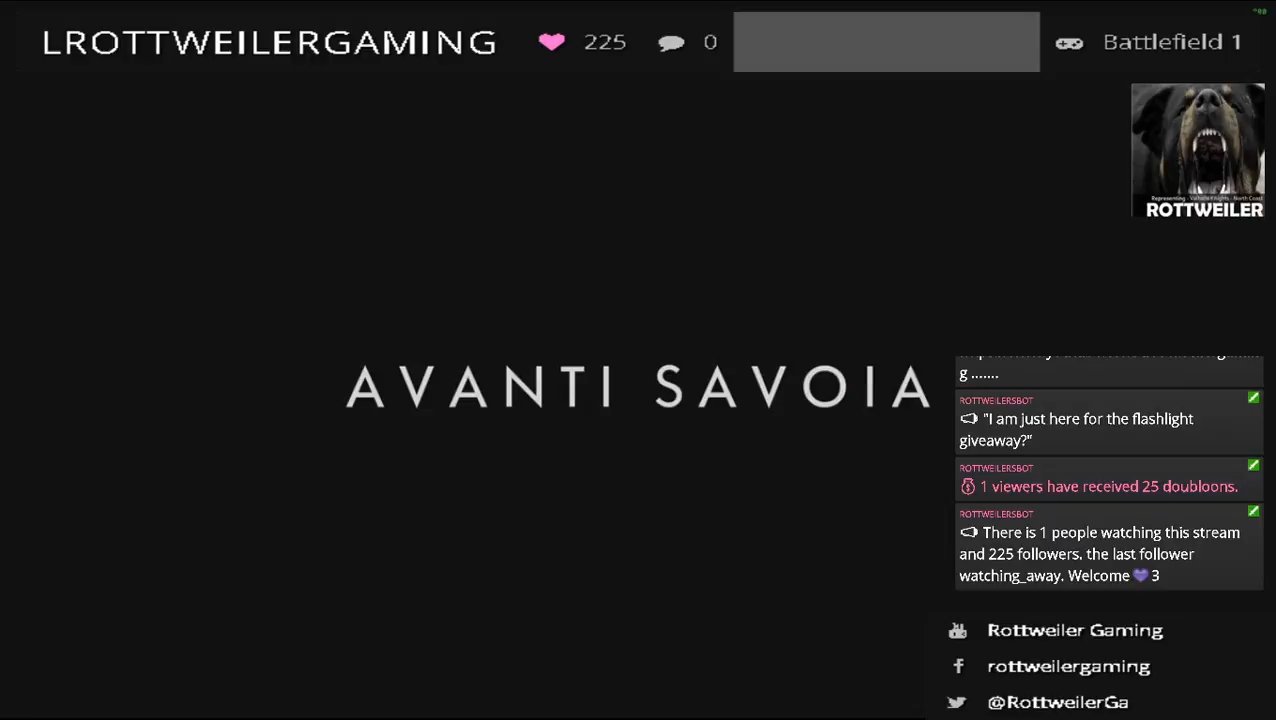 LROTTWEILERGAMING 225 0 Battlefield 1
ROTTWEILER
AVANTI SAVOIA
g .......
ROTTWEILERSBOT
"I am just here for the flashlight
giveaway?"
ROTTWEILERSBOT
1 viewers have received 25 doubloons.
ROTTWEILERSBOT
There is 1 people watching this stream
and 225 followers, the last follower
watching_away. Welcome 💜 3
Rottweiler Gaming
rottweilergaming
@RottweilerGa